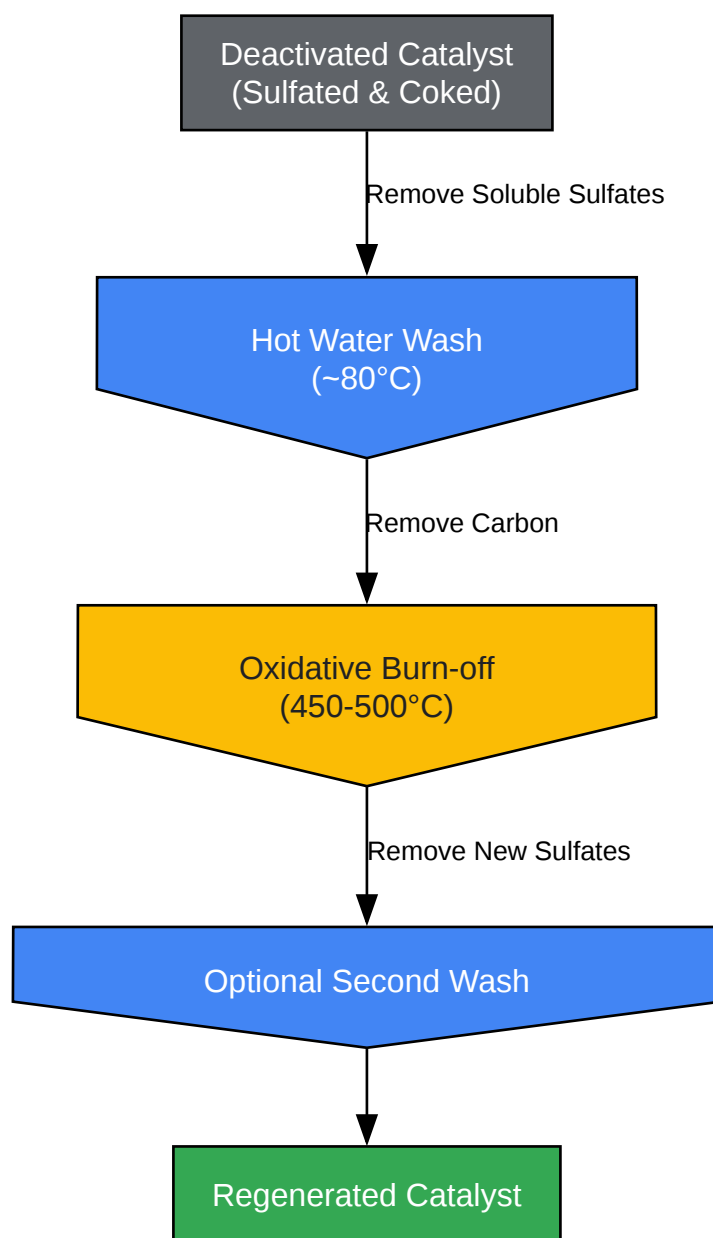 Deactivated Catalyst
(Sulfated & Coked)
Remove Soluble Sulfates
Hot Water Wash
(~80°C)
Remove Carbon
Oxidative Burn-off
(450-500°C)
Remove New Sulfates
Optional Second Wash
Regenerated Catalyst